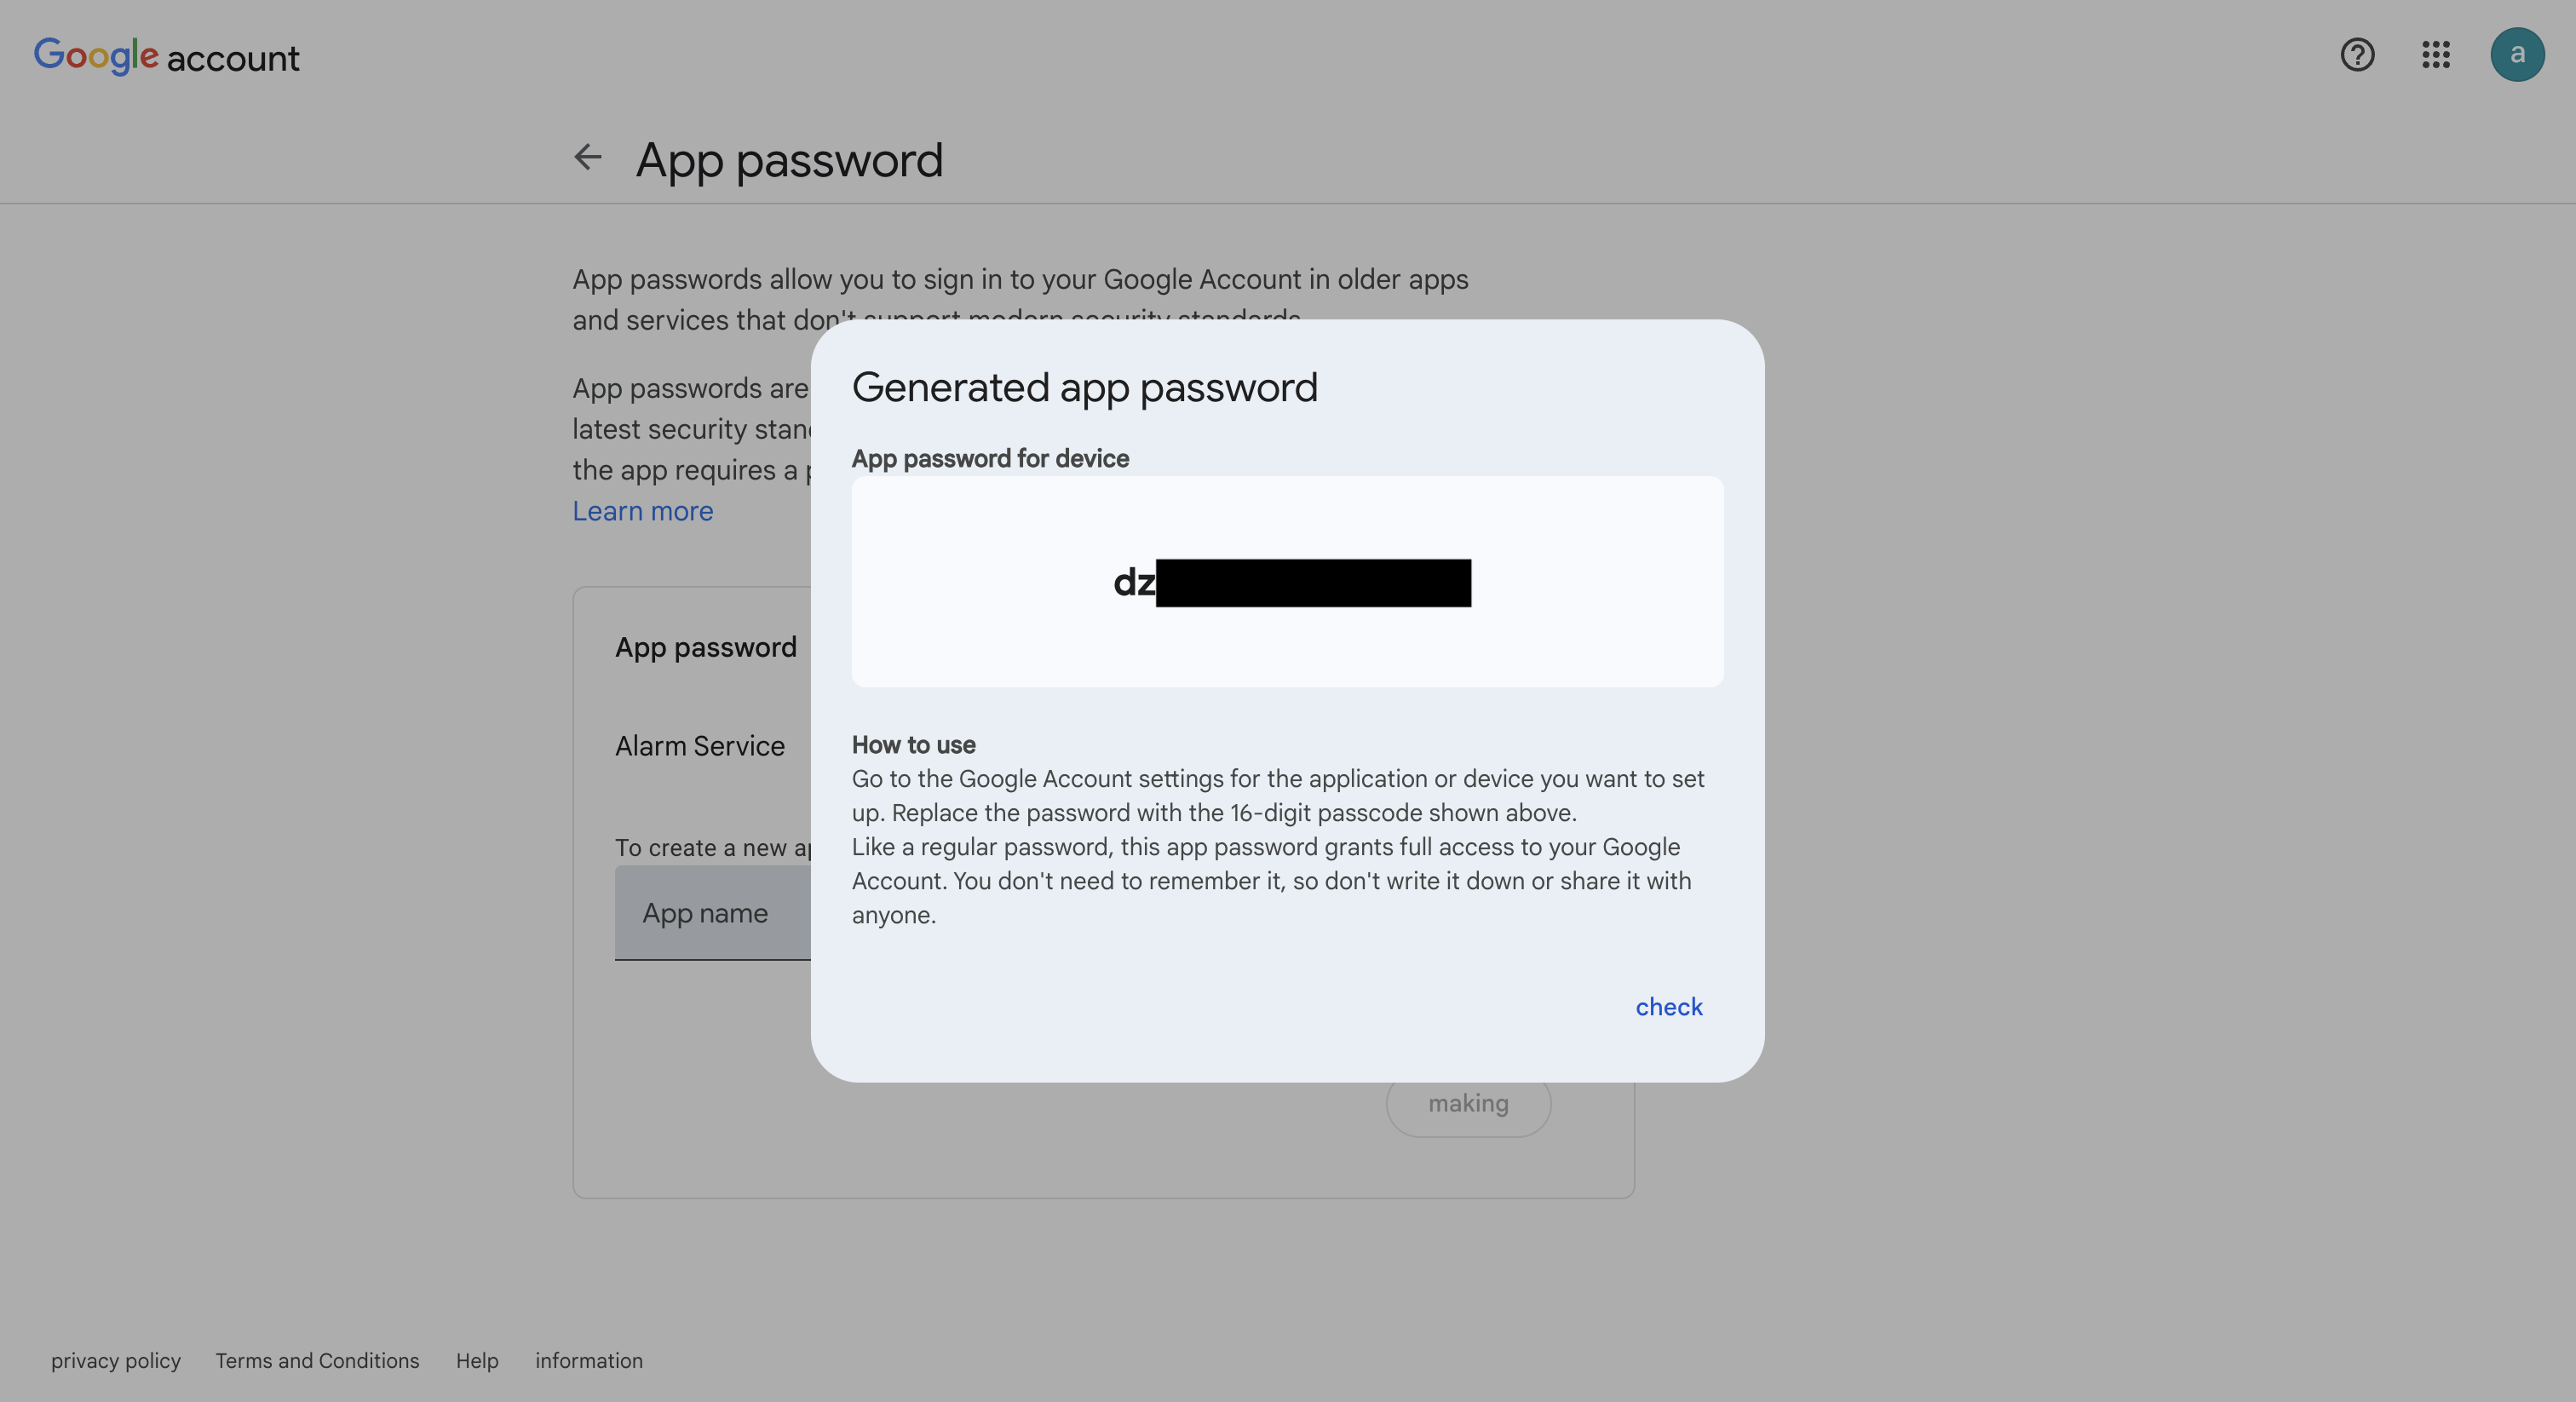 Google account
a
App password
App passwords allow you to sign in to your Google Account in older apps
and services that don't support modern security standards.
App passwords are
latest security stan
the app requires a
Learn more
App password
Alarm Service
To create a new
App name
making
Generated app password
App password for device
dz
How to use
Go to the Google Account settings for the application or device you want to set
up. Replace the password with the 16-digit passcode shown above.
Like a regular password, this app password grants full access to your Google
Account. You don't need to remember it, so don't write it down or share it with
anyone.
check
privacy policy Terms and Conditions Help information